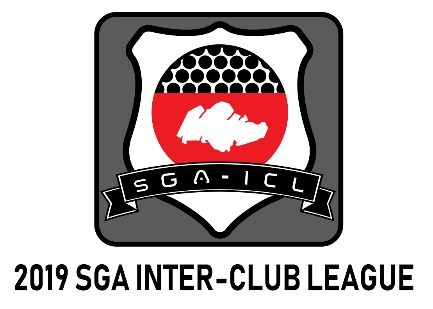 SGA-ICL
2019 SGA INTER-CLUB LEAGUE